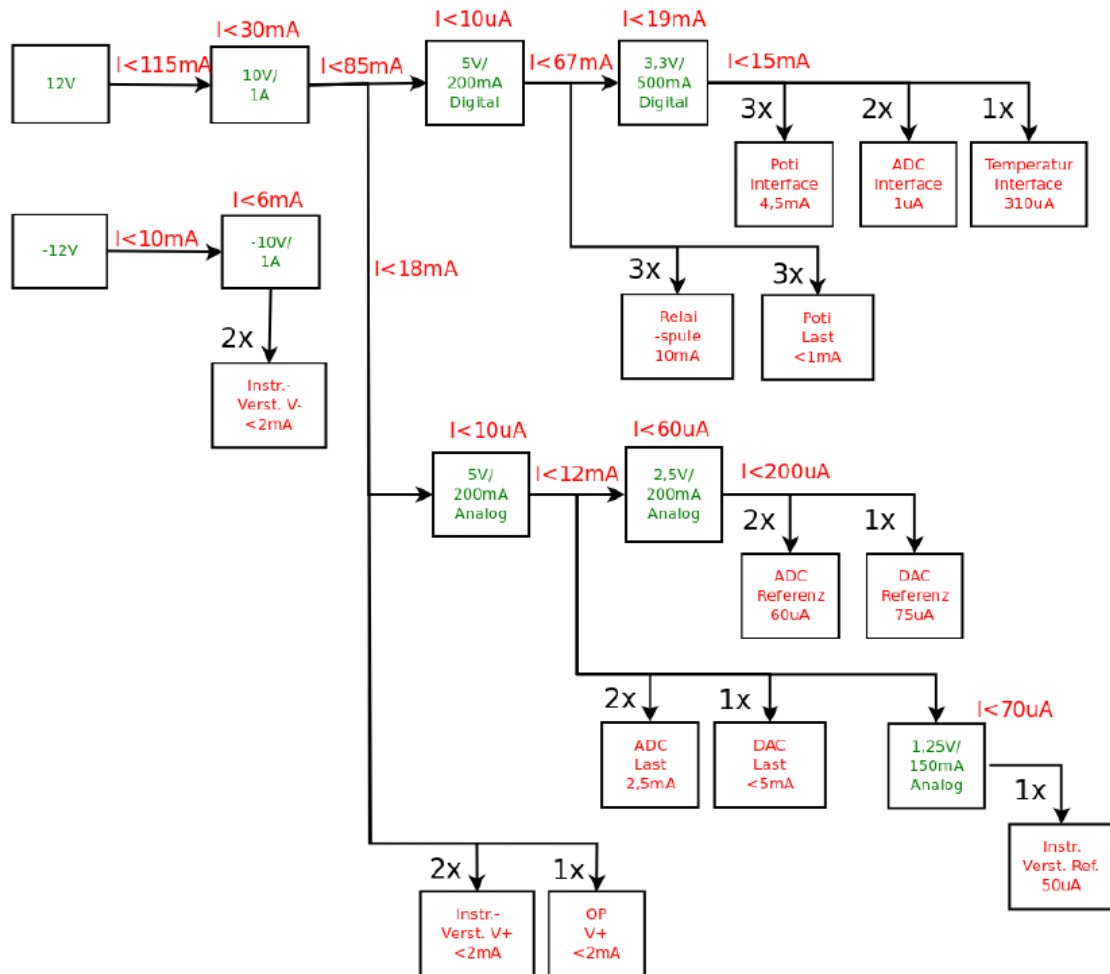 I<10uA
I<19mA
I<30mA
12V
I<115mA
10V/
1A
I<85mA
5V/
200mA
Digital
I<67mA
3,3V/
500mA
Digital
I<15mA
3x
2x
1x
Poti
Interface
4,5mA
ADC
Interface
1uA
Temperatur
Interface
310uA
I<6mA
-12V
I<10mA
-10V/
1A
I<18mA
2x
Instr.-
Verst. V-
<2mA
3x
3x
Relai
-spule
10mA
Poti
Last
<1mA
I<10uA
I<60uA
5V/
200mA
Analog
I<12mA
2,5V/
200mA
Analog
I<200uA
2x
1x
ADC
Referenz
60uA
DAC
Referenz
75uA
2x
1x
I<70uA
ADC
Last
2,5mA
DAC
Last
<5mA
1,25V/
150mA
Analog
1x
Instr.
Verst. Ref.
50uA
2x
1x
Instr.-
Verst. V+
<2mA
OP
V+
<2mA